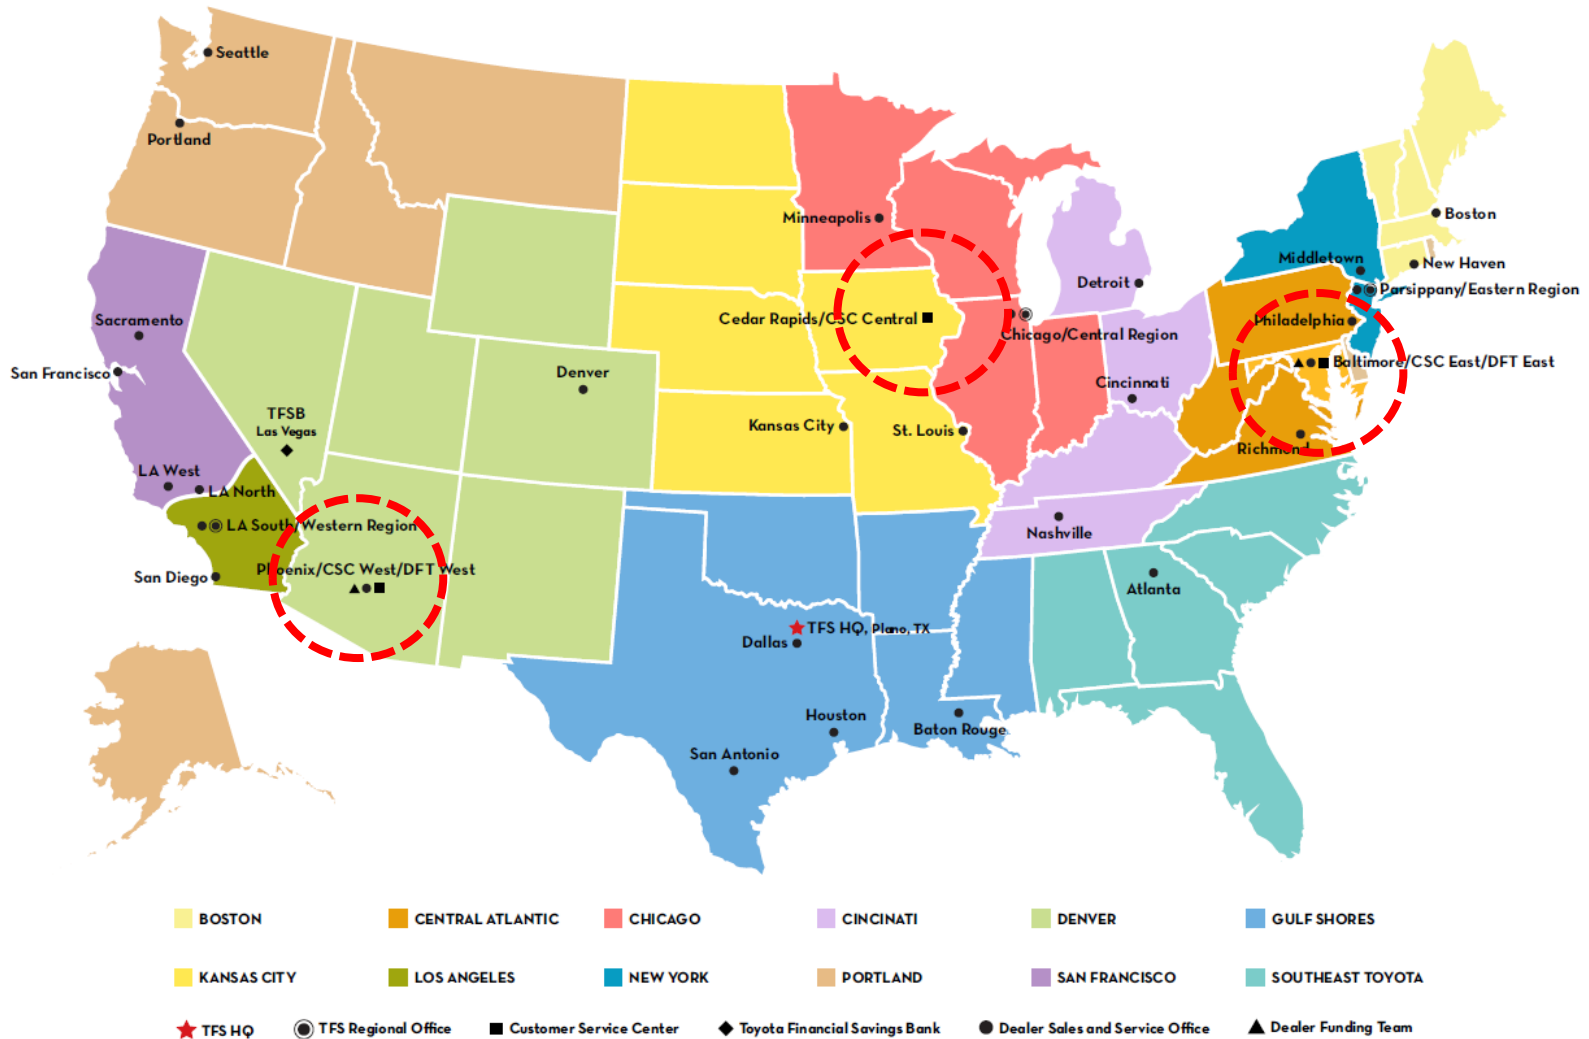 Seattle
Portland
Minneapolis
Boston
Middletown
New Haven
Detroit
Parsippany/Eastern Region
Sacramento
Cedar Rapids/CSC Central
Philadelphia
Chicago/Central Region
San Francisco
Baltimore/CSC East/DFT East
Denver
Cincinnati
TFSB
Las Vegas
Kansas City
St. Louis
Richmond
LA West
LA North
LA South/Western Region
Nashville
Phoenix/CSC West/DFT West
San Diego
Atlanta
TFS HQ, Plano, TX
Dallas
Houston
Baton Rouge
San Antonio
BOSTON
CENTRAL ATLANTIC
CHICAGO
CINCINATI
DENVER
GULF SHORES
KANSAS CITY
LOS ANGELES
NEW YORK
PORTLAND
SAN FRANCISCO
SOUTHEAST TOYOTA
TFS HQ
TFS Regional Office
Customer Service Center
Toyota Financial Savings Bank
Dealer Sales and Service Office
Dealer Funding Team